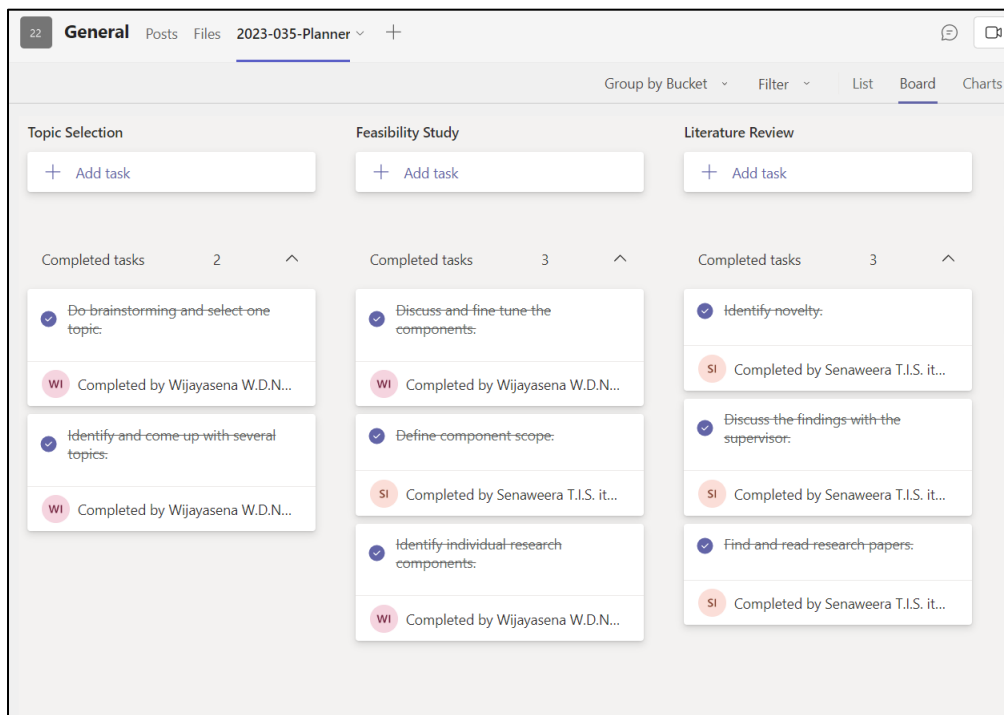 22 General Posts Files 2023-035-Planner
Group by Bucket Filter List Board Charts
Topic Selection
Add task
Completed tasks 2
Do brainstorming and select one
topic.
WI Completed by Wijayasena W.D.N...
Identify and come up with several
topics.
WI Completed by Wijayasena W.D.N...
Feasibility Study
Add task
Completed tasks 3
Discuss and fine tune the
components.
WI Completed by Wijayasena W.D.N...
Define component scope.
SI Completed by Senaweera T.I.S. it...
Identify individual research
components.
WI Completed by Wijayasena W.D.N...
Literature Review
Add task
Completed tasks 3
Identify novelty.
SI Completed by Senaweera T.I.S. it...
Discuss the findings with the
supervisor.
SI Completed by Senaweera T.I.S. it...
Find and read research papers.
SI Completed by Senaweera T.I.S. it...